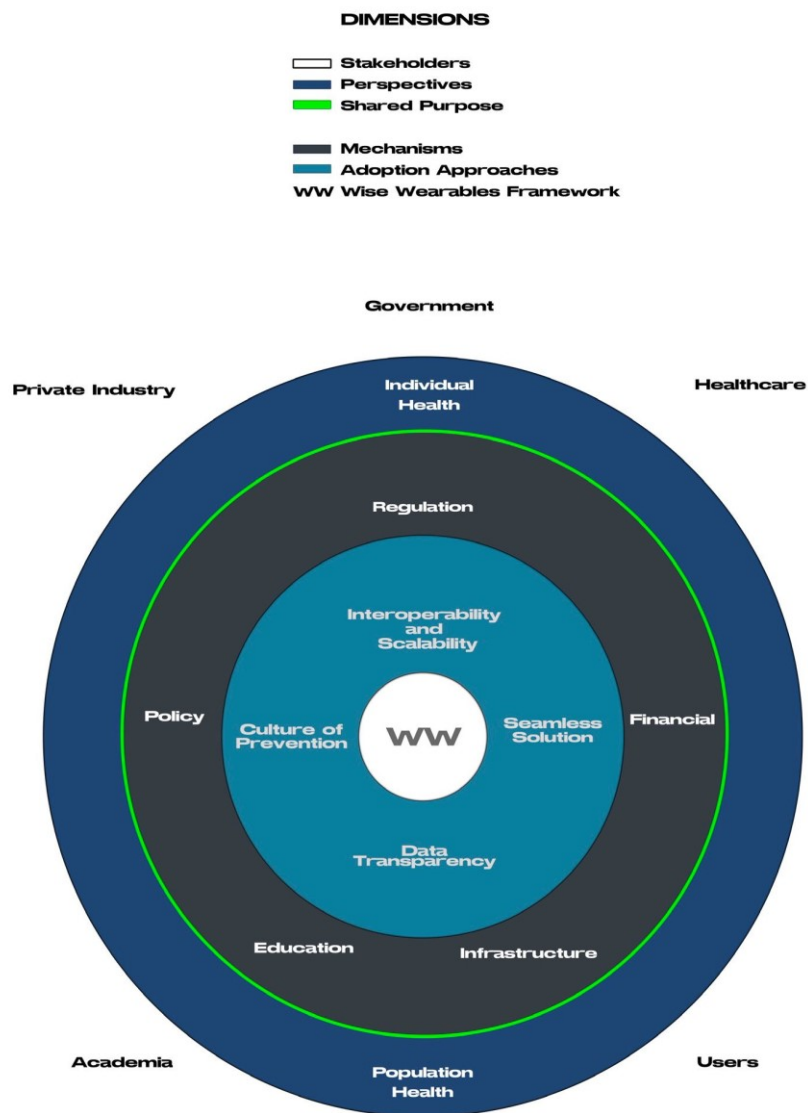 DIMENSIONS
Stakeholders
Perspectives
Shared Purpose
Mechanisms
Adoption Approaches
WW Wise Wearables Framework
Government
Private Industry
Healthcare
Individual
Health
Regulation
Interoperability
and
Scalability
Policy
Culture of
Prevention
WW
Seamless
Solution
Financial
Data
Transparency
Education
Infrastructure
Academia
Users
Population
Health